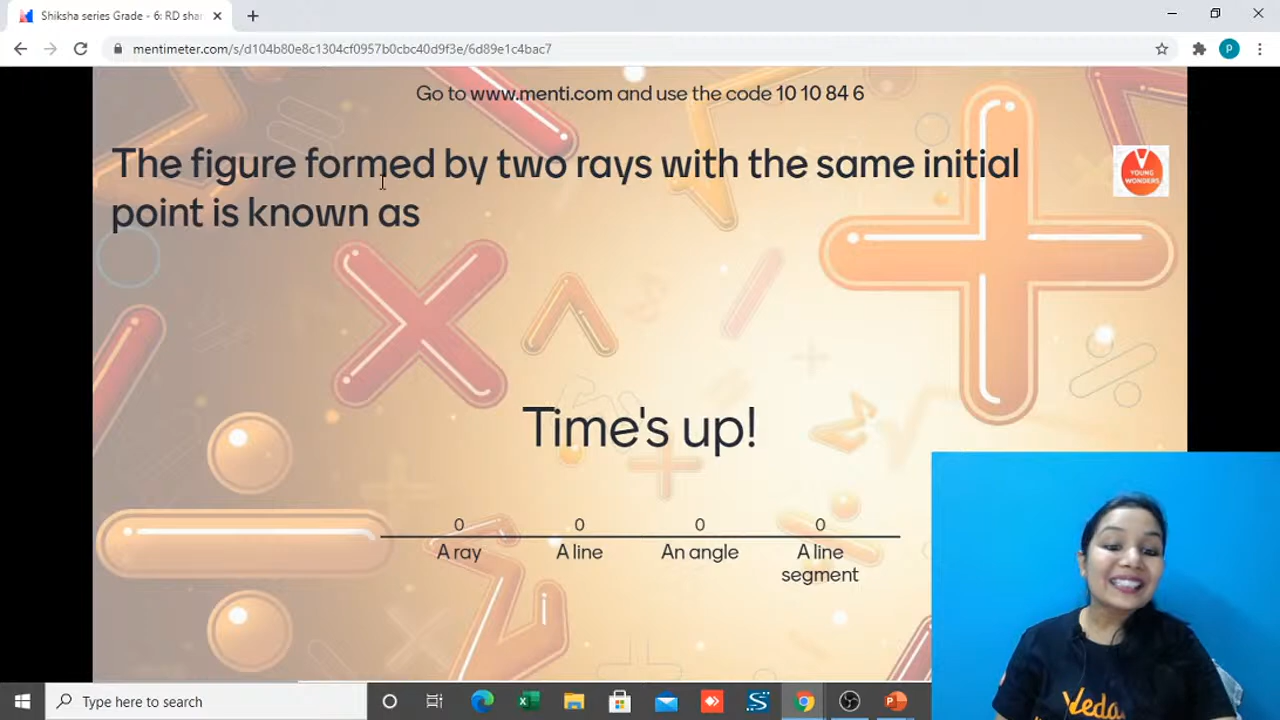 Shiksha series Grade - 6: RD shar
mentimeter.com/s/d104b80e8c1304cf0957b0cbc40d9f3e/6d89e1c4bac7
P
Go to www.menti.com and use the code 10 10 84 6
The figure formed by two rays with the same initial
point is known as
V
YOUNG
WONDERS
Time's up!
0 0 0 0
A ray A line An angle A line
segment
Veda
Type here to search